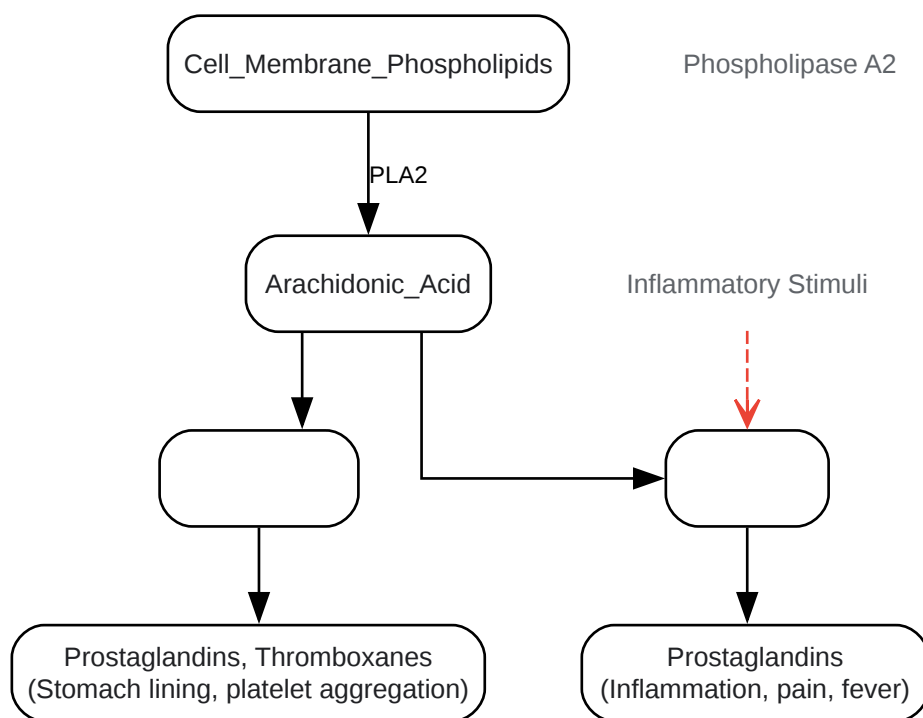 Cell_Membrane_Phospholipids
Phospholipase A2
PLA2
Arachidonic_Acid
Inflammatory Stimuli
Prostaglandins, Thromboxanes
(Stomach lining, platelet aggregation)
Prostaglandins
(Inflammation, pain, fever)